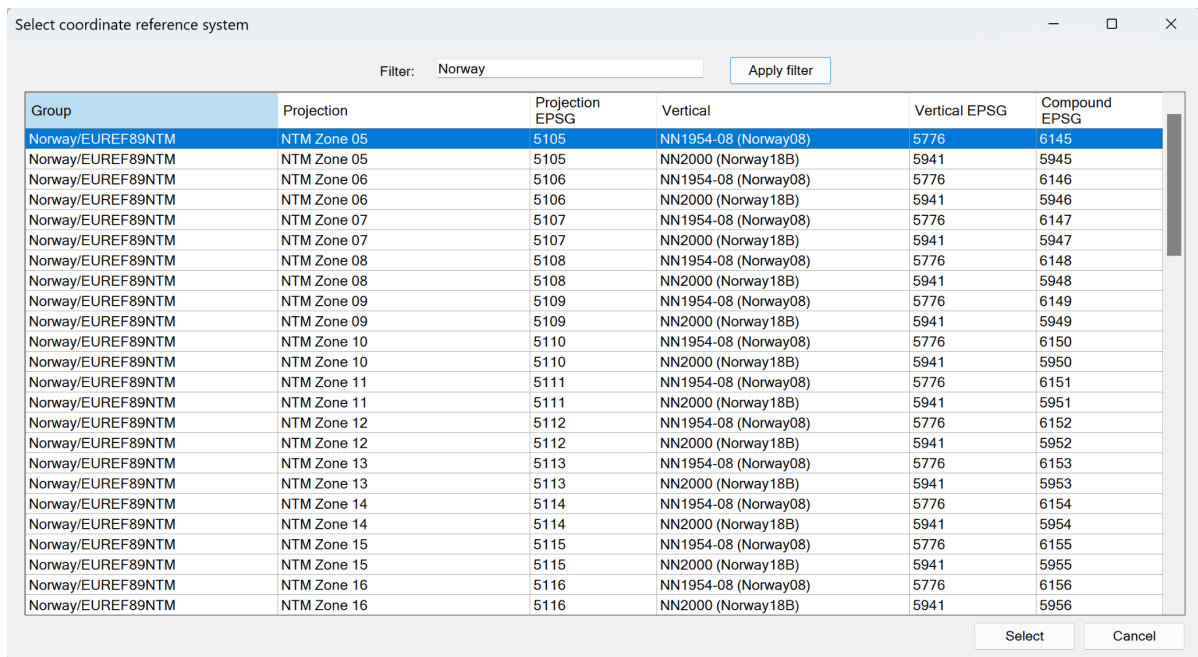 Select coordinate reference system
Filter: Norway Apply filter
Group Projection Projection EPSG Vertical Vertical EPSG Compound EPSG
Norway/EUREF89NTM NTM Zone 05 5105 NN1954-08 (Norway08) 5776 6145
Norway/EUREF89NTM NTM Zone 05 5105 NN2000 (Norway18B) 5941 5945
Norway/EUREF89NTM NTM Zone 06 5106 NN1954-08 (Norway08) 5776 6146
Norway/EUREF89NTM NTM Zone 06 5106 NN2000 (Norway18B) 5941 5946
Norway/EUREF89NTM NTM Zone 07 5107 NN1954-08 (Norway08) 5776 6147
Norway/EUREF89NTM NTM Zone 07 5107 NN2000 (Norway18B) 5941 5947
Norway/EUREF89NTM NTM Zone 08 5108 NN1954-08 (Norway08) 5776 6148
Norway/EUREF89NTM NTM Zone 08 5108 NN2000 (Norway18B) 5941 5948
Norway/EUREF89NTM NTM Zone 09 5109 NN1954-08 (Norway08) 5776 6149
Norway/EUREF89NTM NTM Zone 09 5109 NN2000 (Norway18B) 5941 5949
Norway/EUREF89NTM NTM Zone 10 5110 NN1954-08 (Norway08) 5776 6150
Norway/EUREF89NTM NTM Zone 10 5110 NN2000 (Norway18B) 5941 5950
Norway/EUREF89NTM NTM Zone 11 5111 NN1954-08 (Norway08) 5776 6151
Norway/EUREF89NTM NTM Zone 11 5111 NN2000 (Norway18B) 5941 5951
Norway/EUREF89NTM NTM Zone 12 5112 NN1954-08 (Norway08) 5776 6152
Norway/EUREF89NTM NTM Zone 12 5112 NN2000 (Norway18B) 5941 5952
Norway/EUREF89NTM NTM Zone 13 5113 NN1954-08 (Norway08) 5776 6153
Norway/EUREF89NTM NTM Zone 13 5113 NN2000 (Norway18B) 5941 5953
Norway/EUREF89NTM NTM Zone 14 5114 NN1954-08 (Norway08) 5776 6154
Norway/EUREF89NTM NTM Zone 14 5114 NN2000 (Norway18B) 5941 5954
Norway/EUREF89NTM NTM Zone 15 5115 NN1954-08 (Norway08) 5776 6155
Norway/EUREF89NTM NTM Zone 15 5115 NN2000 (Norway18B) 5941 5955
Norway/EUREF89NTM NTM Zone 16 5116 NN1954-08 (Norway08) 5776 6156
Norway/EUREF89NTM NTM Zone 16 5116 NN2000 (Norway18B) 5941 5956
Select Cancel